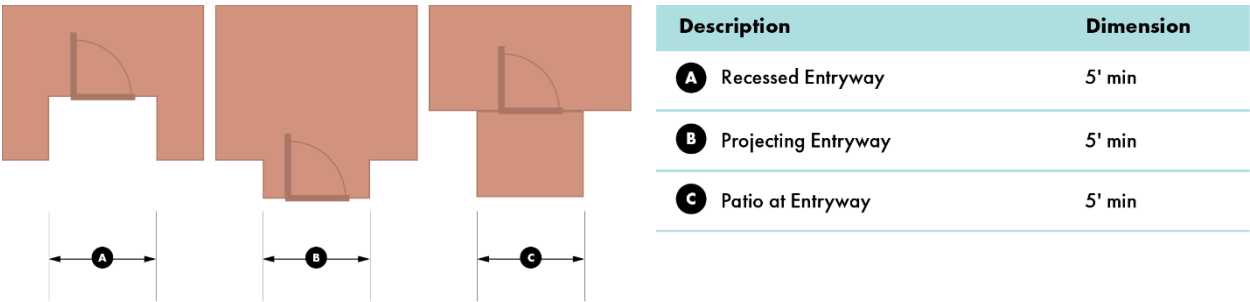 A
B
C
Description Dimension
A Recessed Entryway 5' min
B Projecting Entryway 5' min
C Patio at Entryway 5' min